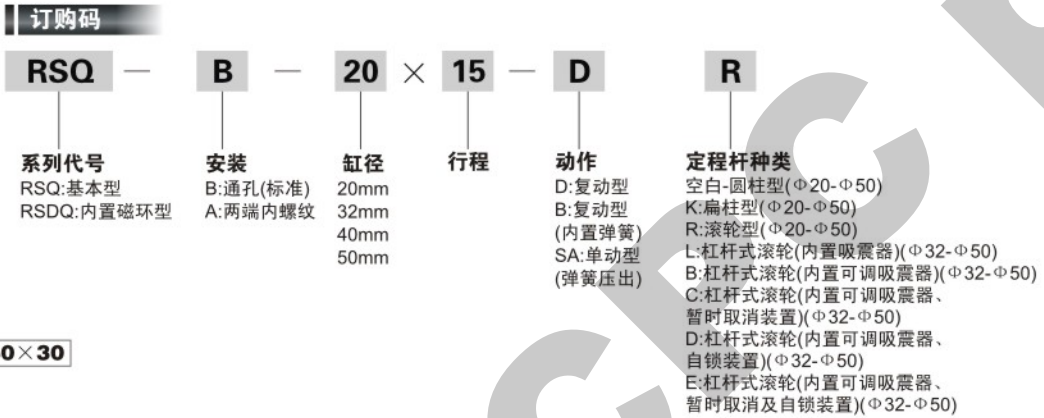 订购码
RSQ — B — 20 × 15 — D R
系列代号
RSQ:基本型
RSDQ:内置磁环型
安装
B:通孔(标准)
A:两端内螺纹
缸径
20mm
32mm
40mm
50mm
行程
动作
D:复动型
B:复动型
(内置弹簧)
SA:单动型
(弹簧压出)
定程杆种类
空白-圆柱型(Φ20-Φ50)
K:扁柱型(Φ20-Φ50)
R:滚轮型(Φ20-Φ50)
L:杠杆式滚轮(内置吸震器)(Φ32-Φ50)
B:杠杆式滚轮(内置可调吸震器)(Φ32-Φ50)
C:杠杆式滚轮(内置可调吸震器、
暂时取消装置)(Φ32-Φ50)
D:杠杆式滚轮(内置可调吸震器、
自锁装置)(Φ32-Φ50)
E:杠杆式滚轮(内置可调吸震器、
暂时取消及自锁装置)(Φ32-Φ50)
0×30